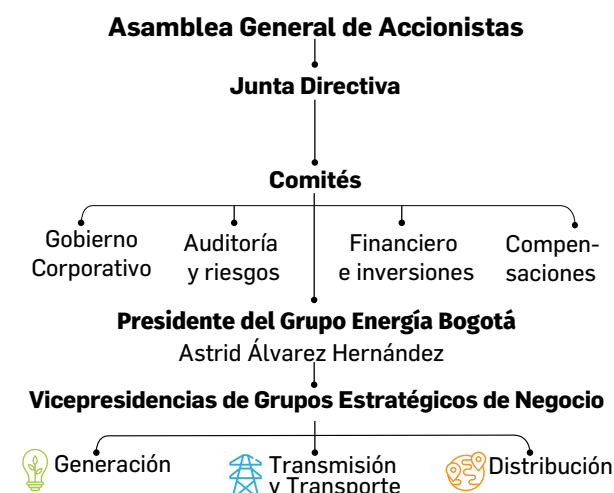 Asamblea General de Accionistas
Junta Directiva
Comités
Gobierno
Corporativo
Auditoría
y riesgos
Financiero
e inversiones
Compen-
saciones
Presidente del Grupo Energía Bogotá
Astrid Álvarez Hernández
Vicepresidencias de Grupos Estratégicos de Negocio
Generación
Transmisión
y Transporte
Distribución